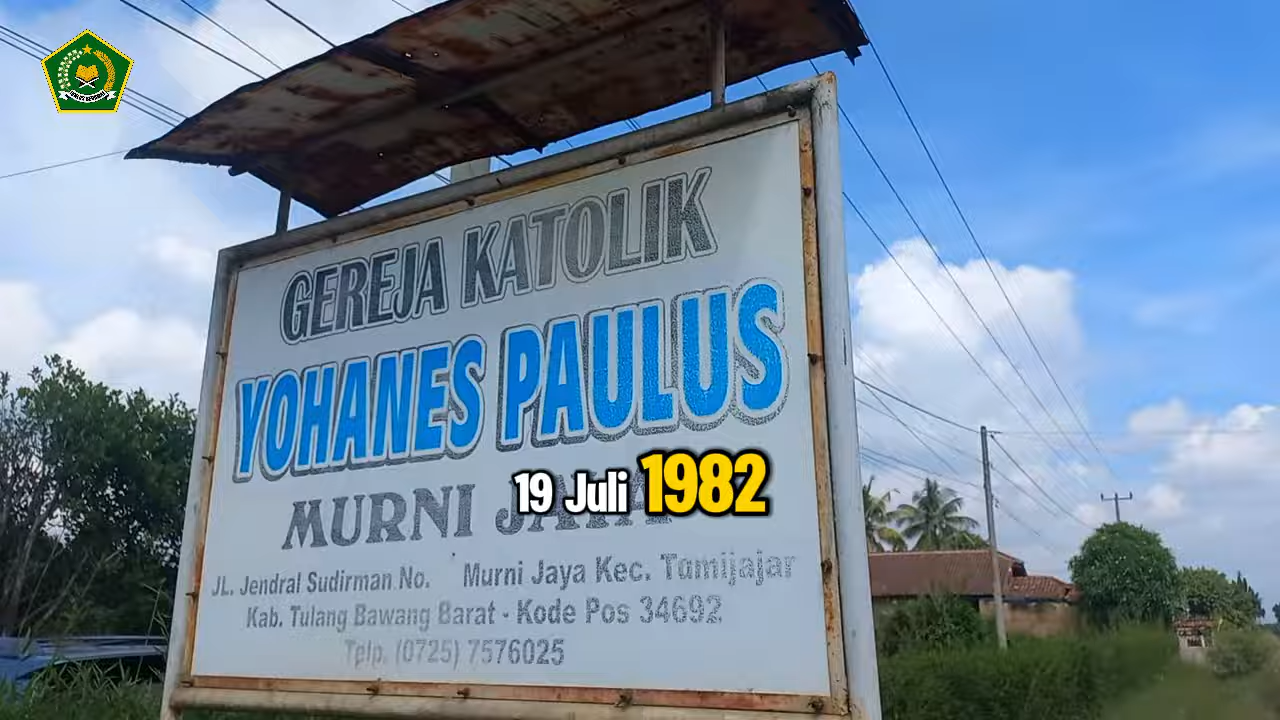 GEREJA KATOLIK
YOHANES PAULUS
MURNI JAYA
19 Juli 1982
JL. Jendral Sudirman No. Murni Jaya Kec. Tumijajar
Kab. Tulang Bawang Barat - Kode Pos 34692
Telp. (0725) 7576025